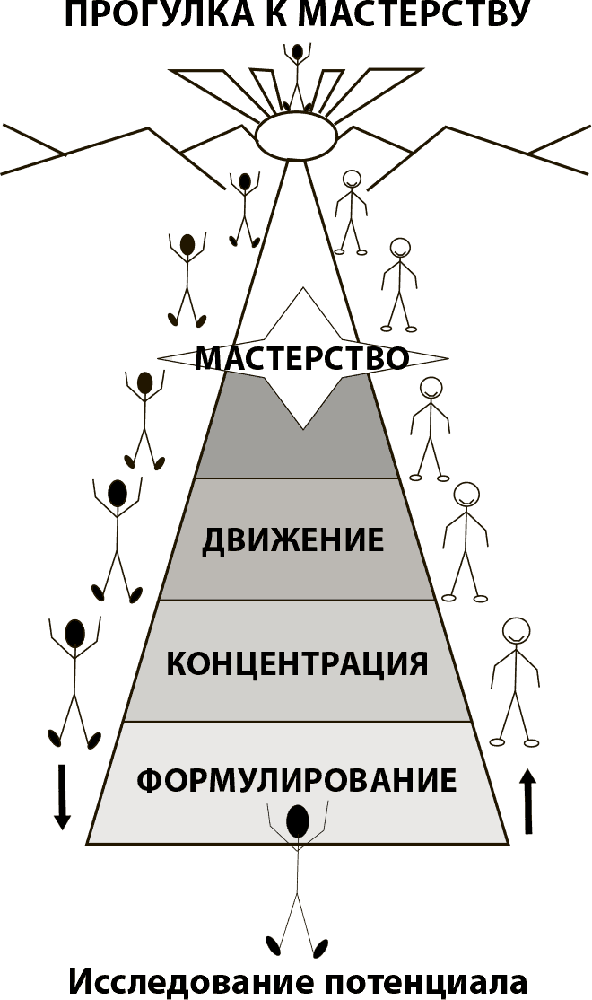 ПРОГУЛКА К МАСТЕРСТВУ
МАСТЕРСТВО
ДВИЖЕНИЕ
КОНЦЕНТРАЦИЯ
ФОРМУЛИРОВАНИЕ
Исследование потенциала